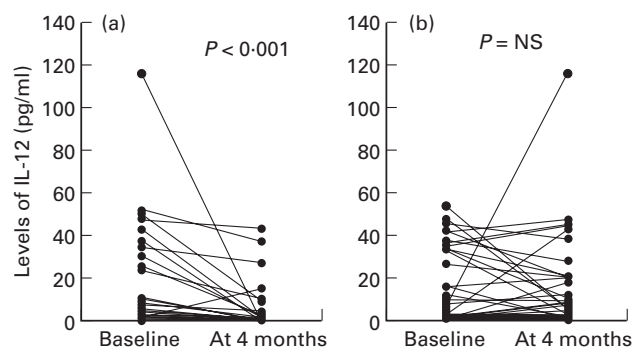 (a)
P < 0·001
Levels of IL-12 (pg/ml)
140
120
100
80
60
40
20
0
Baseline At 4 months
(b)
P = NS
140
120
100
80
60
40
20
0
Baseline At 4 months